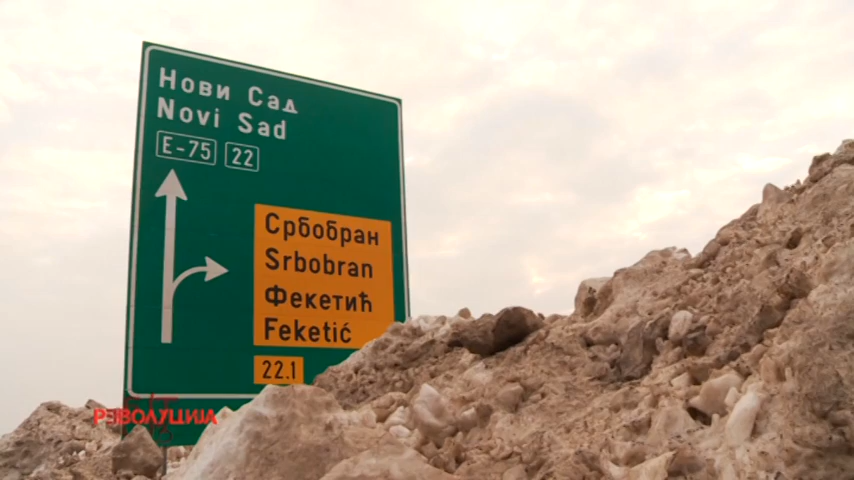 Нови Сад
Novi Sad
E-75 22
Србобран
Srbobran
Фекетић
Feketić
22.1
РЕВОЛУЦИЈА